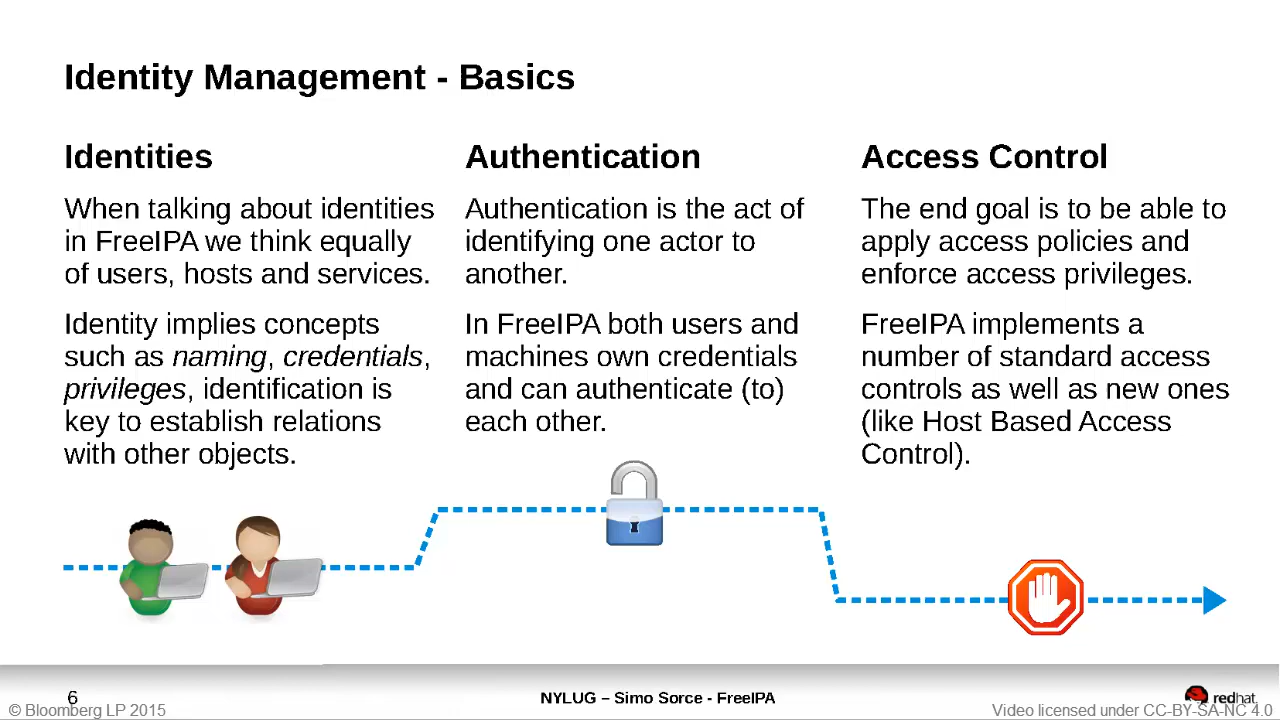 Identity Management - Basics
Identities
When talking about identities
in FreeIPA we think equally
of users, hosts and services.
Identity implies concepts
such as naming, credentials,
privileges, identification is
key to establish relations
with other objects.
Authentication
Authentication is the act of
identifying one actor to
another.
In FreeIPA both users and
machines own credentials
and can authenticate (to)
each other.
Access Control
The end goal is to be able to
apply access policies and
enforce access privileges.
FreeIPA implements a
number of standard access
controls as well as new ones
(like Host Based Access
Control).
6
NYLUG – Simo Sorce - FreeIPA
redhat
© Bloomberg LP 2015
Video licensed under CC-BY-SA-NC 4.0